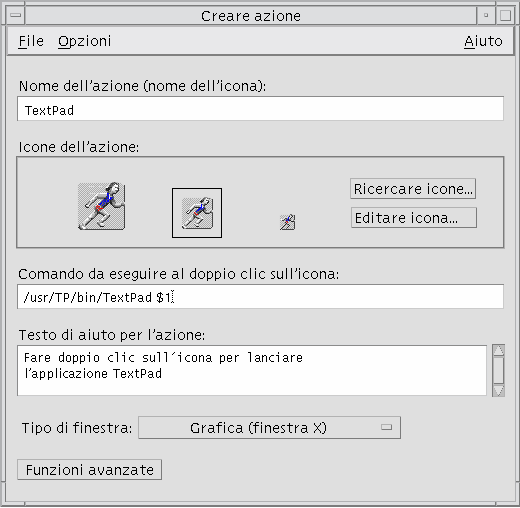 Creare azione
File Opzioni Aiuto
Nome dell'azione (nome dell'icona):
TextPad
Icone dell'azione:
Ricercare icone...
Editare icona...
Comando da eseguire al doppio clic sull'icona:
/usr/TP/bin/TextPad $1
Testo di aiuto per l'azione:
Fare doppio clic sull´icona per lanciare
l'applicazione TextPad
Tipo di finestra: Grafica (finestra X)
Funzioni avanzate